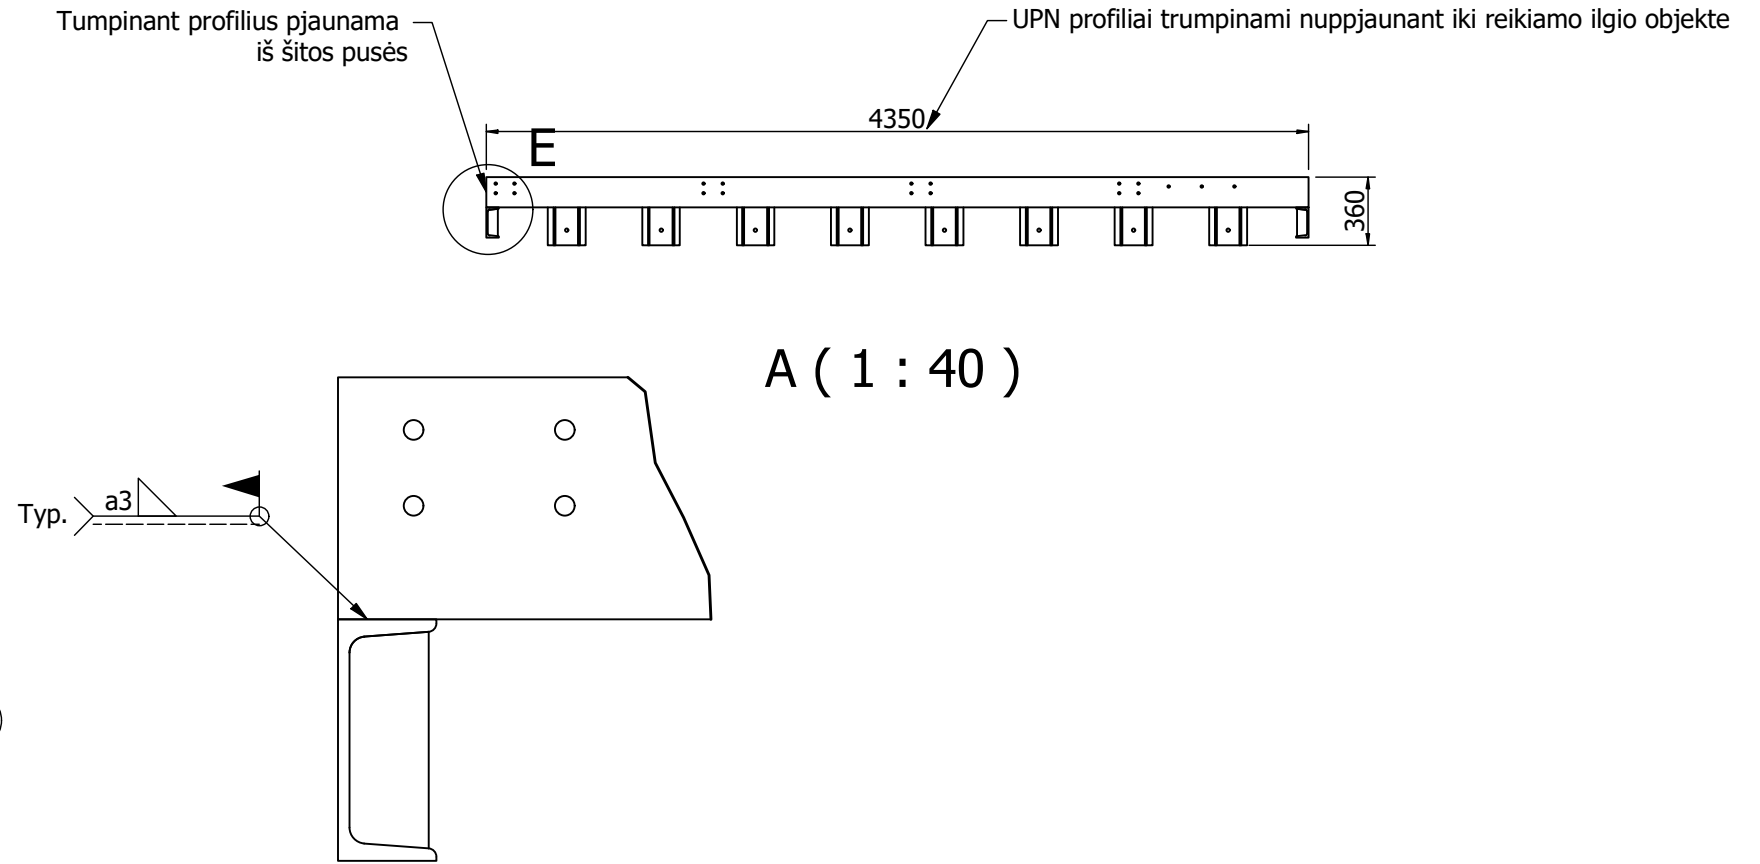 Tumpinant profilius pjaunama
iš šitos pusės
UPN profiliai trumpinami nuppjaunant iki reikiamo ilgio objekte
4350
E
360
A ( 1 : 40 )
a3
Typ.